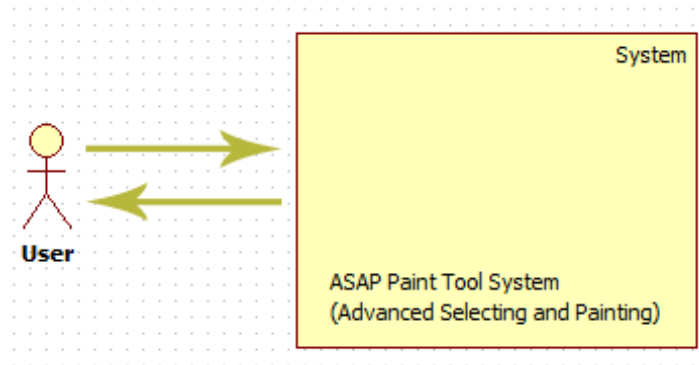 System
User
ASAP Paint Tool System
(Advanced Selecting and Painting)